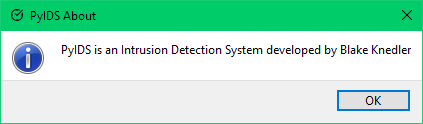 PyIDS About
PyIDS is an Intrusion Detection System developed by Blake Knedler
OK